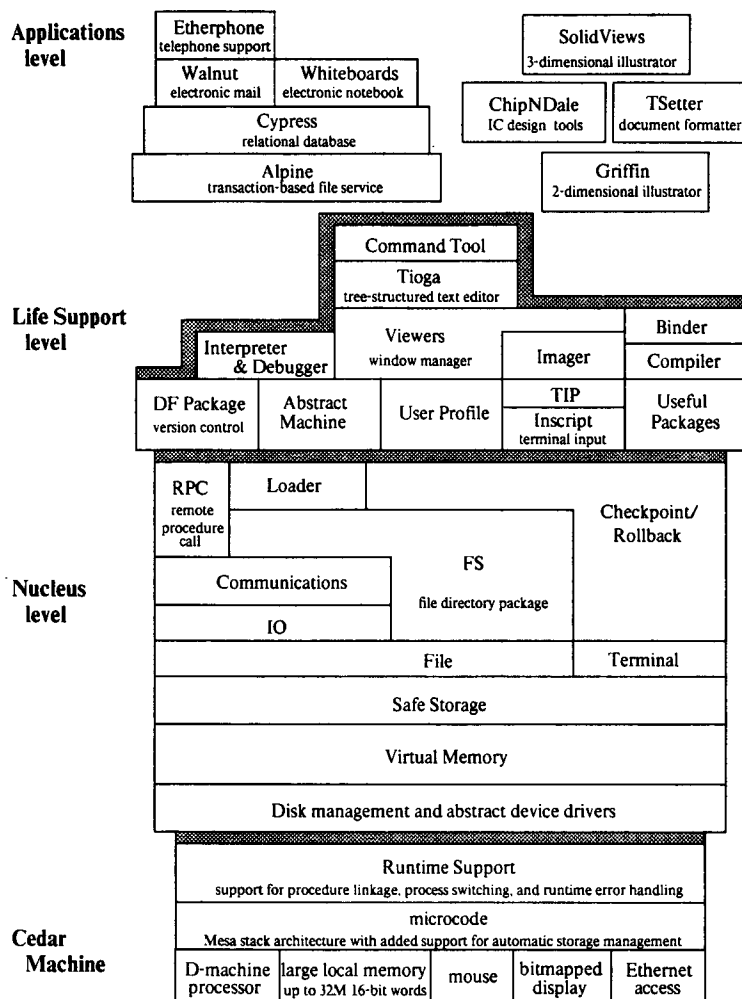 Applications
level
Etherphone
telephone support
Walnut
electronic mail
Whiteboards
electronic notebook
Cypress
relational database
Alpine
transaction-based file service
SolidViews
3-dimensional illustrator
ChipNDale
IC design tools
TSetter
document formatter
Griffin
2-dimensional illustrator
Life Support
level
Command Tool
Tioga
tree-structured text editor
Viewers
window manager
Interpreter
& Debugger
Imager
Binder
Compiler
DF Package
version control
Abstract
Machine
User Profile
TIP
Inscript
terminal input
Useful
Packages
Nucleus
level
RPC
remote
procedure
call
Loader
Checkpoint/
Rollback
FS
file directory package
Communications
IO
File
Terminal
Safe Storage
Virtual Memory
Disk management and abstract device drivers
Cedar
Machine
Runtime Support
support for procedure linkage, process switching, and runtime error handling
microcode
Mesa stack architecture with added support for automatic storage management
D-machine
processor
large local memory
up to 32M 16-bit words
mouse
bitmapped
display
Ethernet
access